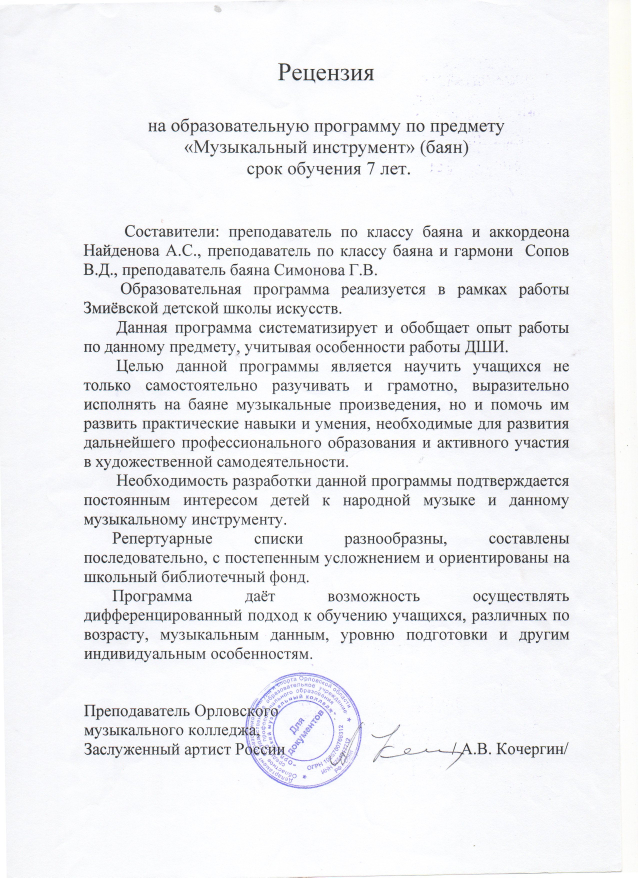 Рецензия
на образовательную программу по предмету
«Музыкальный инструмент» (баян)
срок обучения 7 лет.
Составители: преподаватель по классу баяна и аккордеона
Найденова А.С., преподаватель по классу баяна и гармони Сопов
В.Д., преподаватель баяна Симонова Г.В.
Образовательная программа реализуется в рамках работы
Змиёвской детской школы искусств.
Данная программа систематизирует и обобщает опыт работы
по данному предмету, учитывая особенности работы ДШИ.
Целью данной программы является научить учащихся не
только самостоятельно разучивать и грамотно, выразительно
исполнять на баяне музыкальные произведения, но и помочь им
развить практические навыки и умения, необходимые для развития
дальнейшего профессионального образования и активного участия
в художественной самодеятельности.
Необходимость разработки данной программы подтверждается
постоянным интересом детей к народной музыке и данному
музыкальному инструменту.
Репертуарные списки разнообразны, составлены
последовательно, с постепенным усложнением и ориентированы на
школьный библиотечный фонд.
Программа даёт возможность осуществлять
дифференцированный подход к обучению учащихся, различных по
возрасту, музыкальным данным, уровню подготовки и другим
индивидуальным особенностям.
Преподаватель Орловского
музыкального колледжа,
Заслуженный артист России
А.В. Кочергин/
Для
документов